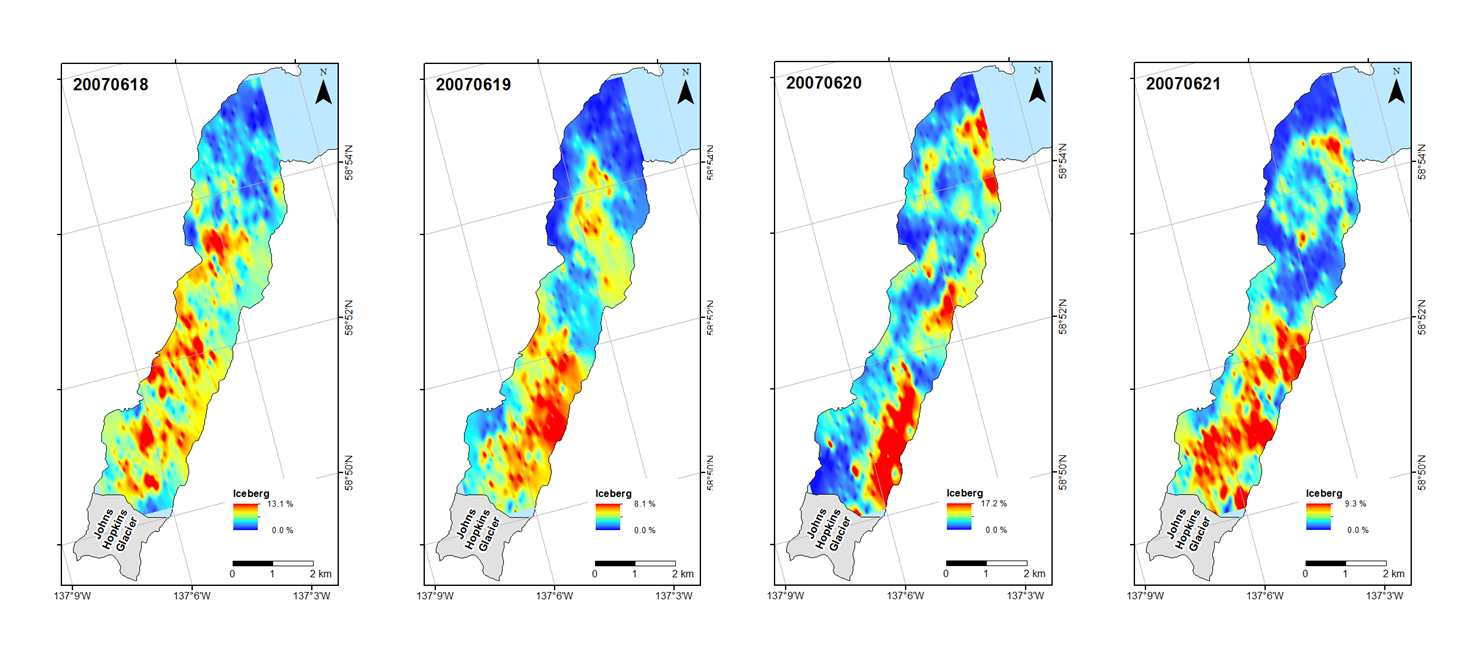 20070618
N
58°54'N
58°52'N
58°50'N
Iceberg
13.1 %
0.0 %
Johns
Hopkins
Glacier
0 1 2 km
137°9'W 137°6'W 137°3'W
20070619
N
58°54'N
58°52'N
58°50'N
Iceberg
8.1 %
0.0 %
Johns
Hopkins
Glacier
0 1 2 km
137°9'W 137°6'W 137°3'W
20070620
N
58°54'N
58°52'N
58°50'N
Iceberg
17.2 %
0.0 %
Johns
Hopkins
Glacier
0 1 2 km
137°9'W 137°6'W 137°3'W
20070621
N
58°54'N
58°52'N
58°50'N
Iceberg
9.3 %
0.0 %
Johns
Hopkins
Glacier
0 1 2 km
137°9'W 137°6'W 137°3'W